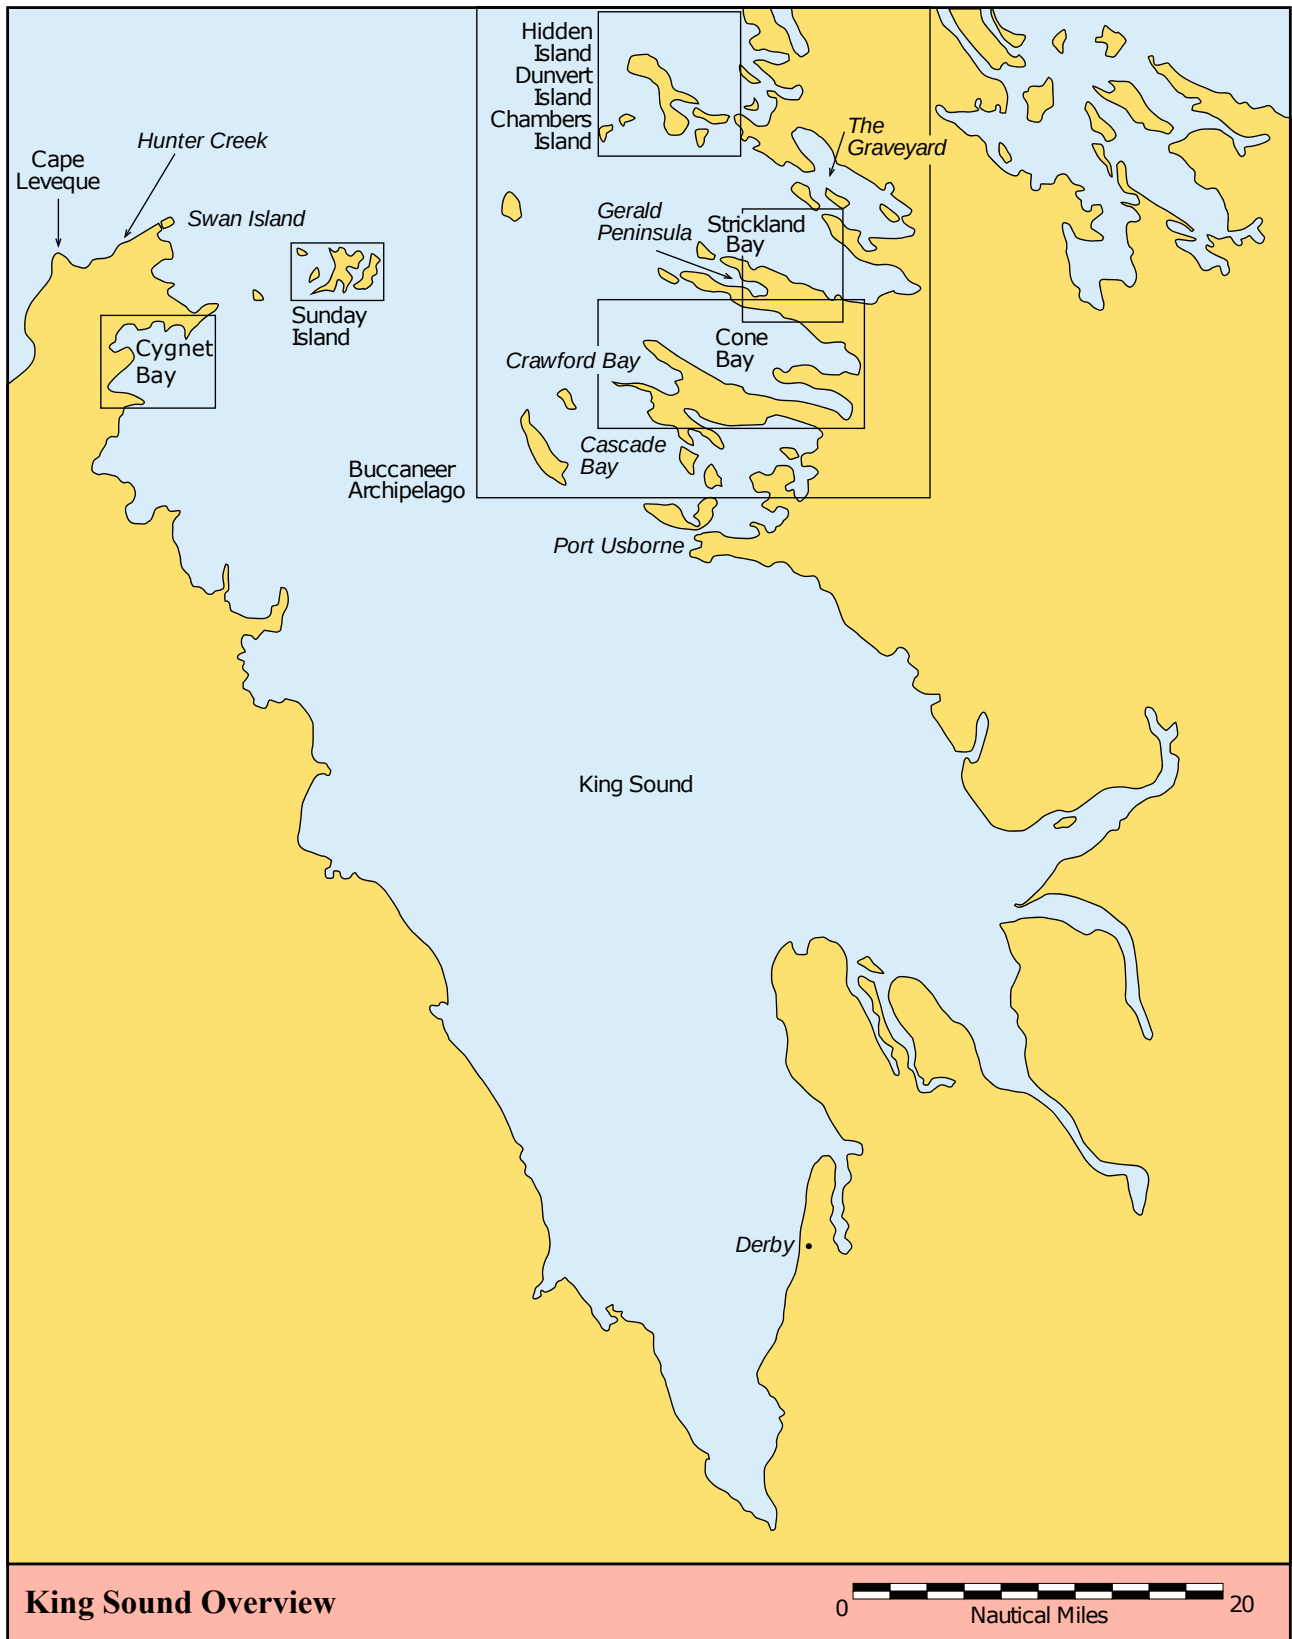 Hidden
Island
Dunvert
Island
Chambers
Island
The
Graveyard
Hunter Creek
Cape
Leveque
Swan Island
Gerald
Peninsula
Strickland
Bay
Sunday
Island
Cygnet
Bay
Cone
Bay
Crawford Bay
Cascade
Bay
Buccaneer
Archipelago
Port Usborne
King Sound
Derby
King Sound Overview
0
20
Nautical Miles